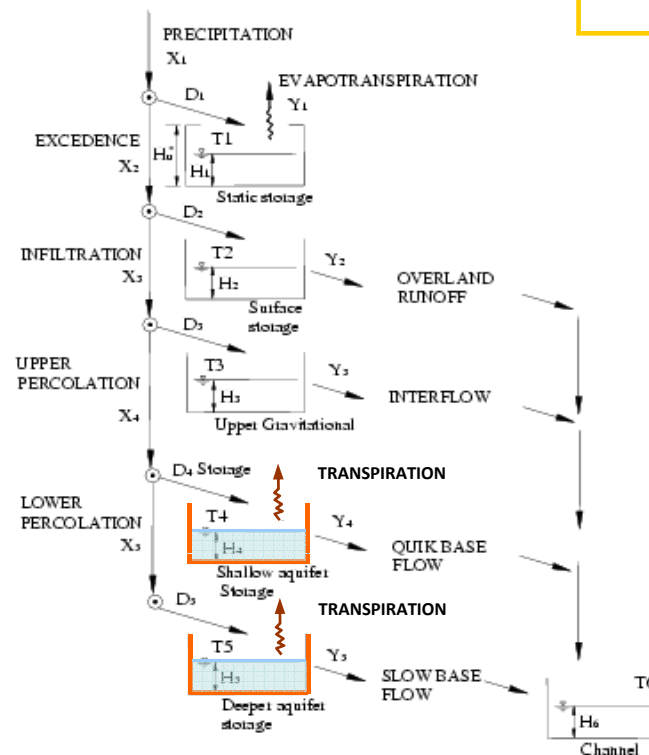 PRECIPITATION
X1
EVAPOTRANSPIRATION
D1
Y1
EXCEDENCE
X2
T1
H1
Static storage
D2
INFILTRATION
X3
T2
H2
Y2
OVERLAND
RUNOFF
Surface
storage
D3
UPPER
PERCOLATION
X4
T3
H3
Y3
INTERFLOW
Upper Gravitational
D4 Storage
TRANSPIRATION
LOWER
PERCOLATION
X5
T4
H4
Y4
QUIK BASE
FLOW
Shallow aquifer
Storage
D5
TRANSPIRATION
T5
H5
Y5
SLOW BASE
FLOW
Deeper aquifer
storage
H6
Channel